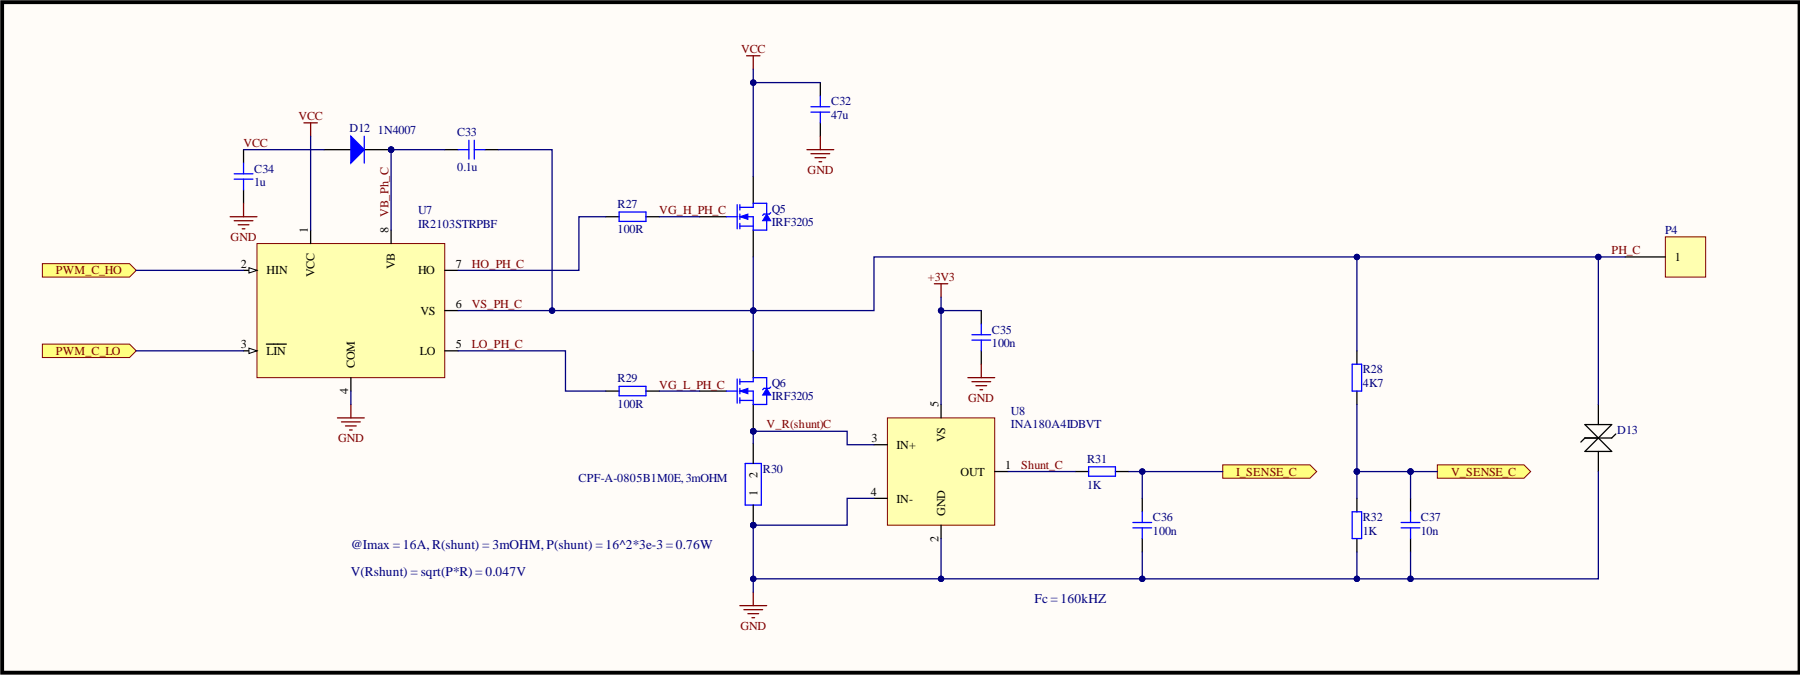 VCC
C32
47u
GND
VCC
D12 1N4007
C33
0.1u
VCC
C34
1u
GND
VB_Ph_C
U7
IR2103STRPBF
1
8
VCC
VB
PWM_C_HO
2
HIN
HO
7
HO_PH_C
VS
6
VS_PH_C
PWM_C_LO
3
LIN
COM
LO
5
LO_PH_C
4
GND
R27
100R
VG_H_PH_C
Q5
IRF3205
R29
100R
VG_L_PH_C
Q6
IRF3205
V_R(shunt)C
CPF-A-0805B1M0E, 3mOHM
1 2
R30
+3V3
C35
100n
GND
U8
INA180A4IDBVT
5
VS
3
IN+
4
IN-
OUT
GND
2
1
Shunt_C
R31
1K
I_SENSE_C
C36
100n
P4
PH_C
1
R28
4K7
V_SENSE_C
R32
1K
C37
10n
D13
@Imax = 16A, R(shunt) = 3mOHM, P(shunt) = 16^2*3e-3 = 0.76W
V(Rshunt) = sqrt(P*R) = 0.047V
Fc = 160kHZ
GND